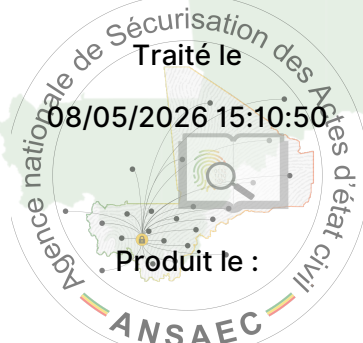 Agence nationale de Sécurisation des Actes d'état civil
Traité le
08/05/2026 15:10:50
Produit le :
ANSAEC